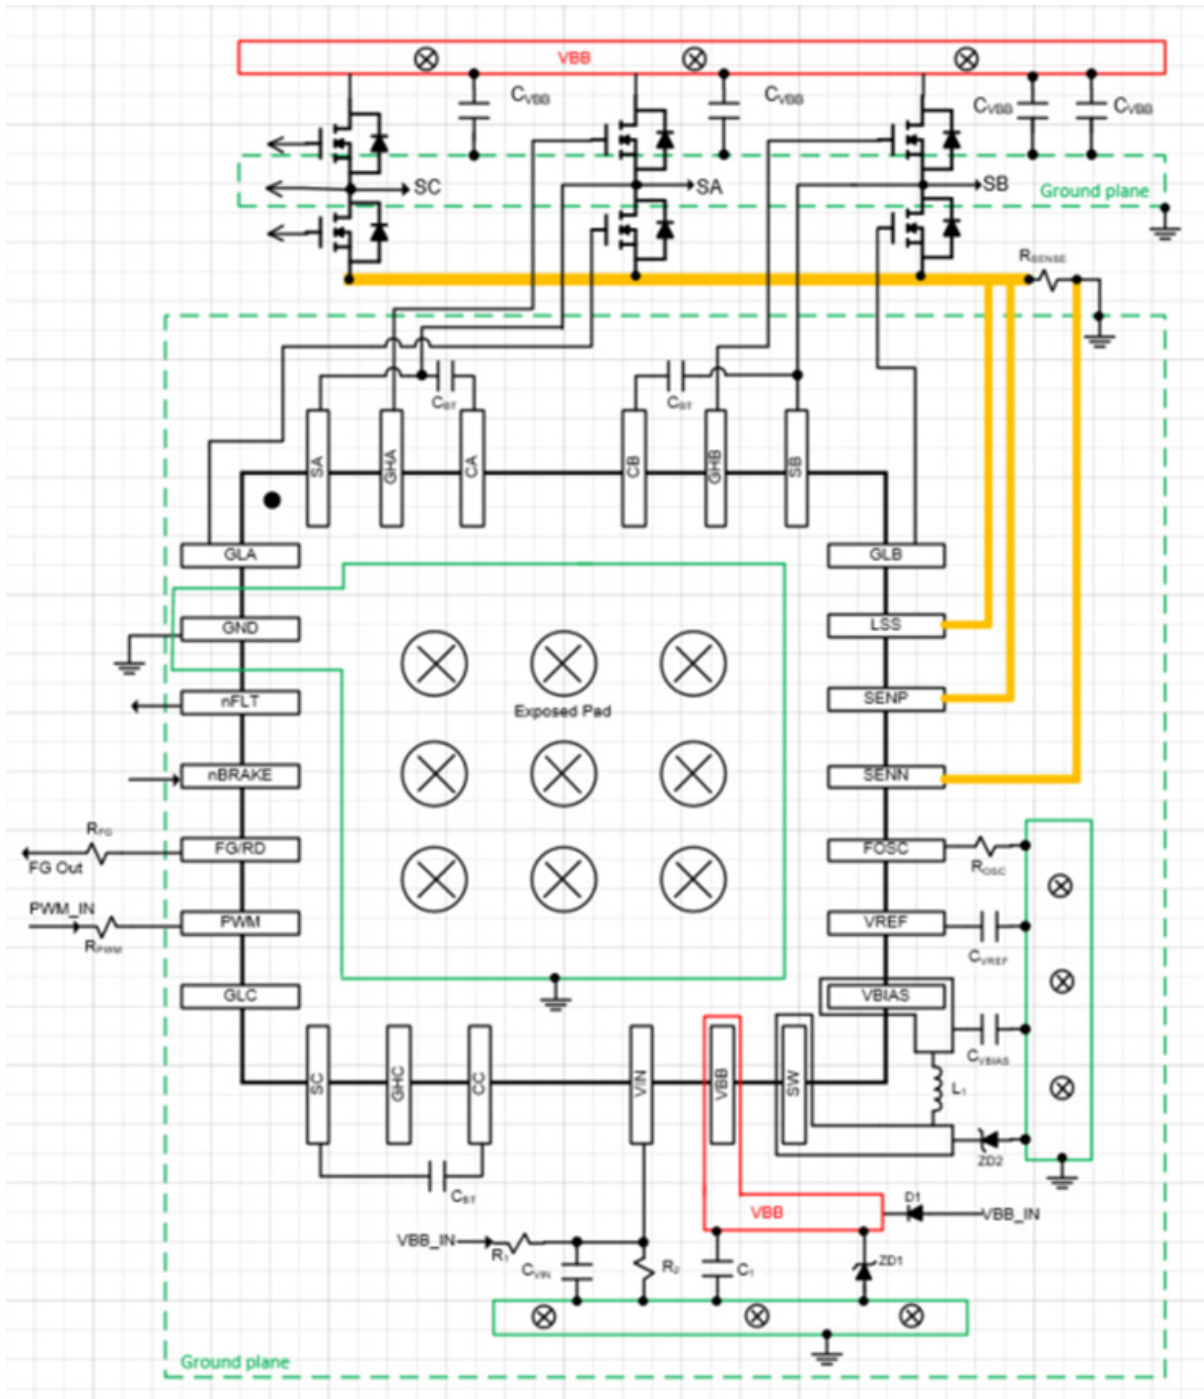 VBB
CVBB
CVBB
CVBB
CVBB
SC
SA
SB
Ground plane
RSENSE
CBT
CBT
SA
GHA
CA
CB
GHB
SB
GLA
GND
nFLT
nBRAKE
FG/RD
PWM
GLC
GLB
LSS
SENP
SENN
FOSC
VREF
VBIAS
Exposed Pad
RFG
FG Out
PWM_IN
RPWM
ROSC
CVREF
CVBIAS
L1
ZD2
SC
GHC
CC
VIN
VBB
SW
CBT
VBB
D1
VBB_IN
VBB_IN
R1
CVIN
R2
C1
ZD1
Ground plane